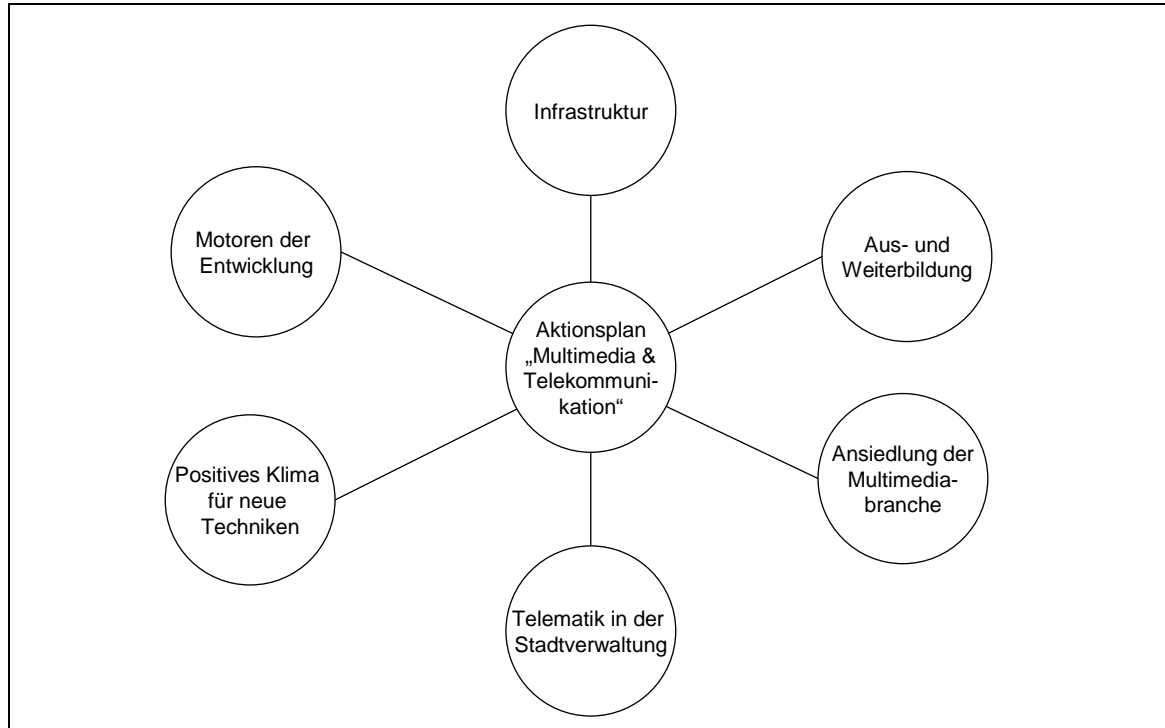 Infrastruktur
Motoren der
Entwicklung
Aus- und
Weiterbildung
Aktionsplan
„Multimedia &
Telekommuni-
kation“
Positives Klima
für neue
Techniken
Ansiedlung der
Multimedia-
branche
Telematik in der
Stadtverwaltung